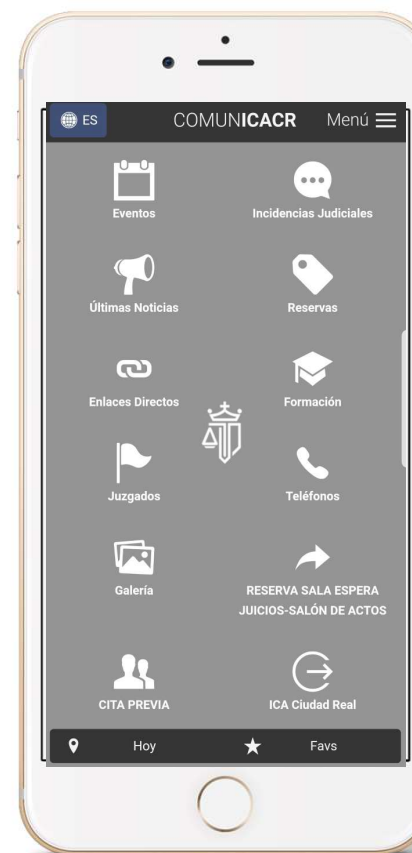 ES
COMUNICACR
Menú
Eventos
Incidencias Judiciales
Últimas Noticias
Reservas
Enlaces Directos
Formación
Juzgados
Teléfonos
Galería
RESERVA SALA ESPERA
JUICIOS-SALÓN DE ACTOS
CITA PREVIA
ICA Ciudad Real
Hoy
Favs